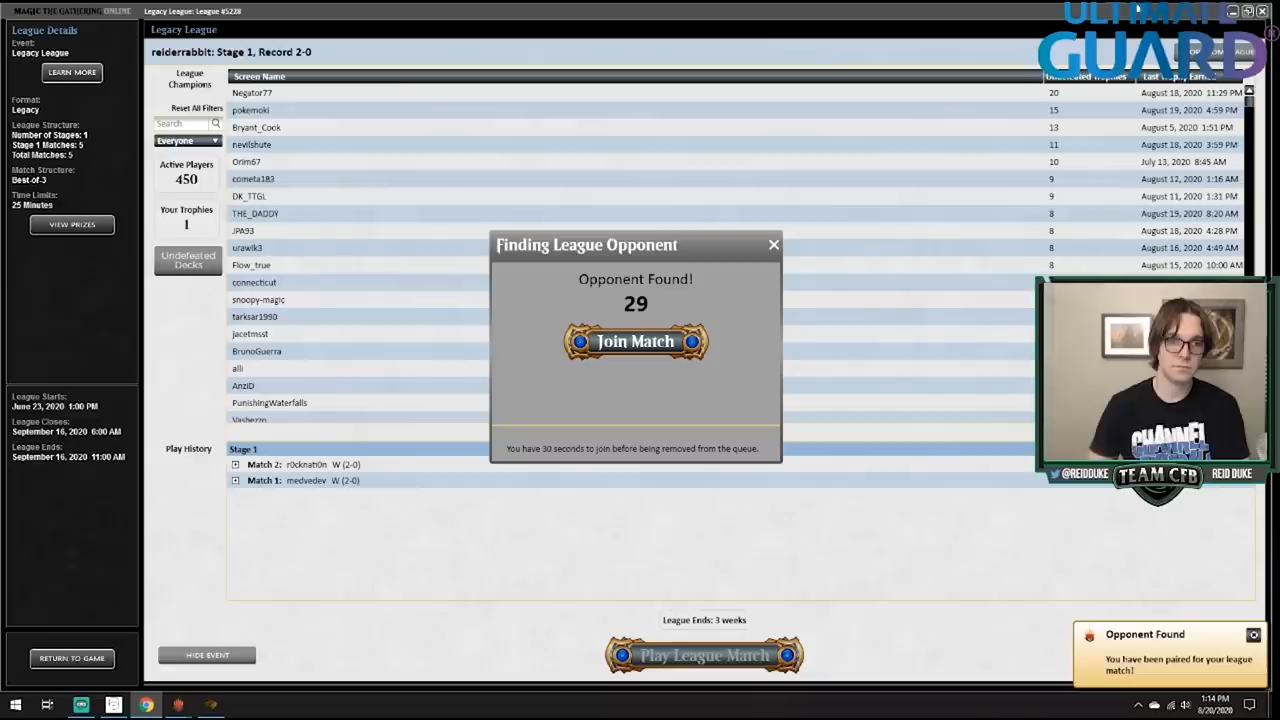 MAGIC THE GATHERING ONLINE
Legacy League: League #5228
League Details
Event:
Legacy League
LEARN MORE
Format:
Legacy
League Structure:
Number of Stages: 1
Stage 1 Matches: 5
Total Matches: 5
Match Structure:
Best-of-3
Time Limits:
25 Minutes
VIEW PRIZES
League Starts:
June 23, 2020 1:00 PM
League Closes:
September 16, 2020 6:00 AM
League Ends:
September 16, 2020 11:00 AM
RETURN TO GAME
Legacy League
reiderrabbit: Stage 1, Record 2-0
ULTIMATE
GUARD
League
Champions
Reset All Filters
Search
Everyone
Active Players
450
Your Trophies
1
Undefeated
Decks
Screen Name
Negator77 20 August 18, 2020 11:29 PM
pokemoki 15 August 19, 2020 4:59 PM
Bryant_Cook 13 August 5, 2020 1:51 PM
nevilshute 11 August 18, 2020 3:59 PM
Orim67 10 July 13, 2020 8:45 AM
cometa183 9 August 12, 2020 1:16 AM
DK_TTGL 9 August 11, 2020 1:31 PM
THE_DADDY 8 August 19, 2020 8:20 AM
JPA93 8 August 18, 2020 4:28 PM
urawik3 8 August 16, 2020 4:49 AM
Flow_true 8 August 15, 2020 10:00 AM
connecticut
snoopy-magic
tarksar1990
jacetmsst
BrunoGuerra
alli
AnziD
PunishingWaterfalls
Finding League Opponent
Opponent Found!
29
Join Match
You have 30 seconds to join before being removed from the queue.
CHANNEL
@REIDDUKE
TEAM CFB
REID DUKE
Play History
Stage 1
Match 2: r0cknati0n W (2-0)
Match 1: medvedev W (2-0)
League Ends: 3 weeks
HIDE EVENT
Play League Match
Opponent Found
You have been paired for your league
match!
1:14 PM
8/20/2020